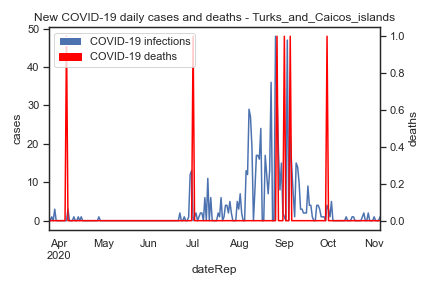 New COVID-19 daily cases and deaths - Turks_and_Caicos_islands
COVID-19 infections
COVID-19 deaths
50
40
30
20
10
0
cases
1.0
0.8
0.6
0.4
0.2
0.0
deaths
Apr May Jun Jul Aug Sep Oct Nov
2020
dateRep